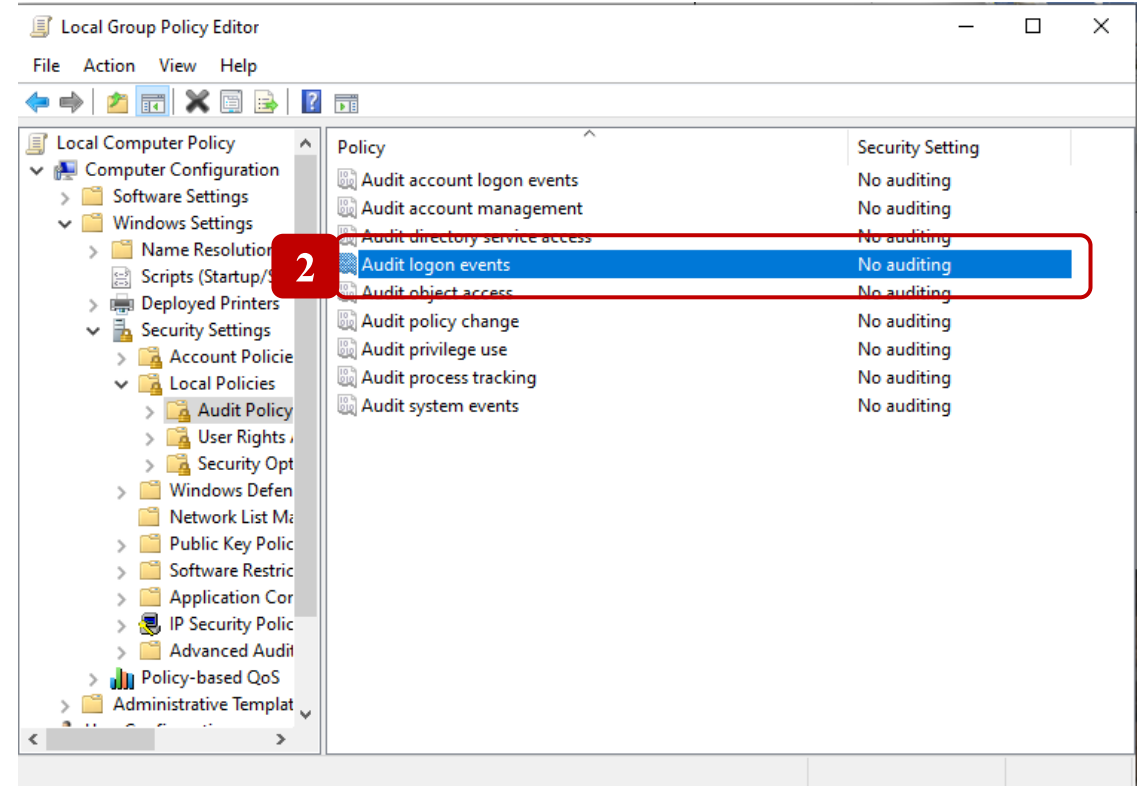 Local Group Policy Editor
File Action View Help
Local Computer Policy
Computer Configuration
Software Settings
Windows Settings
Name Resolution
Scripts (Startup/S
Deployed Printers
Security Settings
Account Policie
Local Policies
Audit Policy
User Rights
Security Opt
Windows Defen
Network List Ma
Public Key Polic
Software Restric
Application Cor
IP Security Polic
Advanced Audit
Policy-based QoS
Administrative Templat
Policy Security Setting
Audit account logon events No auditing
Audit account management No auditing
Audit directory service access No auditing
2
Audit logon events No auditing
Audit object access No auditing
Audit policy change No auditing
Audit privilege use No auditing
Audit process tracking No auditing
Audit system events No auditing